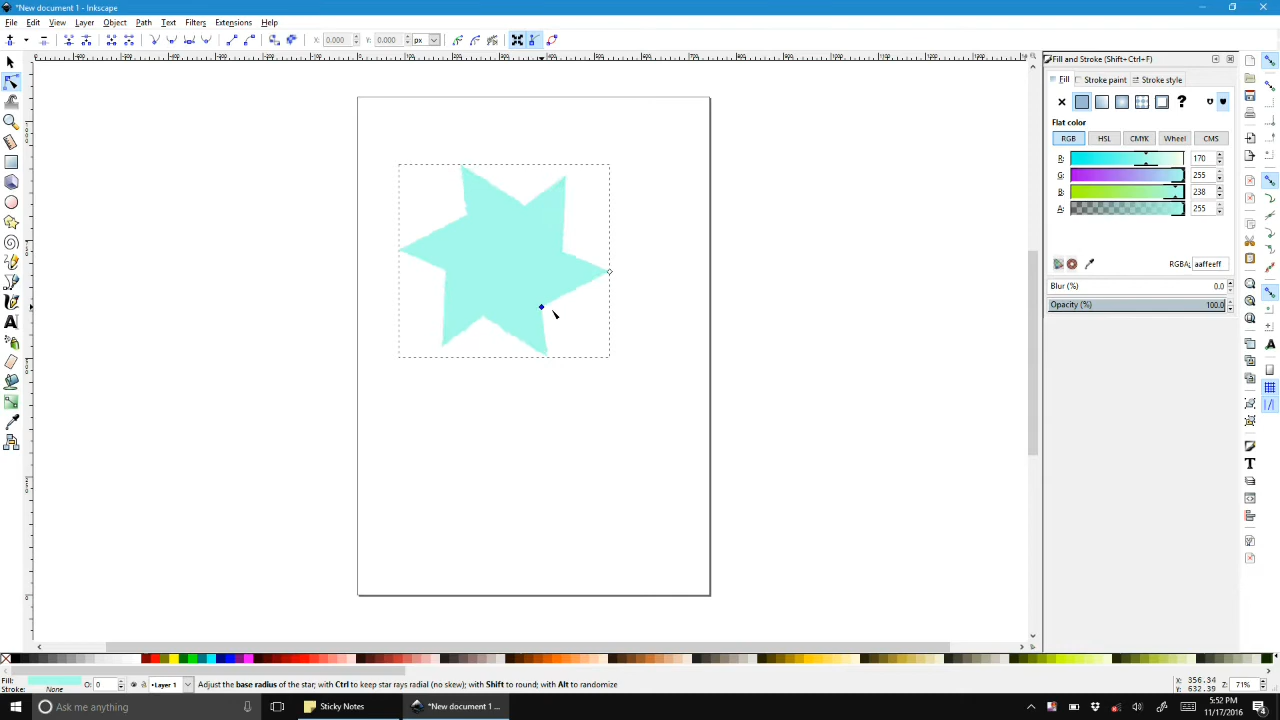 *New document 1 - Inkscape
File Edit View Layer Object Path Text Filters Extensions Help
X: 0.000 Y: 0.000 px
Fill and Stroke (Shift+Ctrl+F)
Fill Stroke paint Stroke style
?
Flat color
RGB HSL CMYK Wheel CMS
R: 170
G: 255
B: 238
A: 255
RGBA: aaffeeff
Blur (%) 0.0
Opacity (%) 100.0
Fill:
Stroke: None O: 0 Layer 1 Adjust the base radius of the star; with Ctrl to keep star rays radial (no skew); with Shift to round; with Alt to randomize
X: 356.34
Y: 632.39
Z: 71%
Ask me anything Sticky Notes *New document 1 ...
5:52 PM
11/17/2016